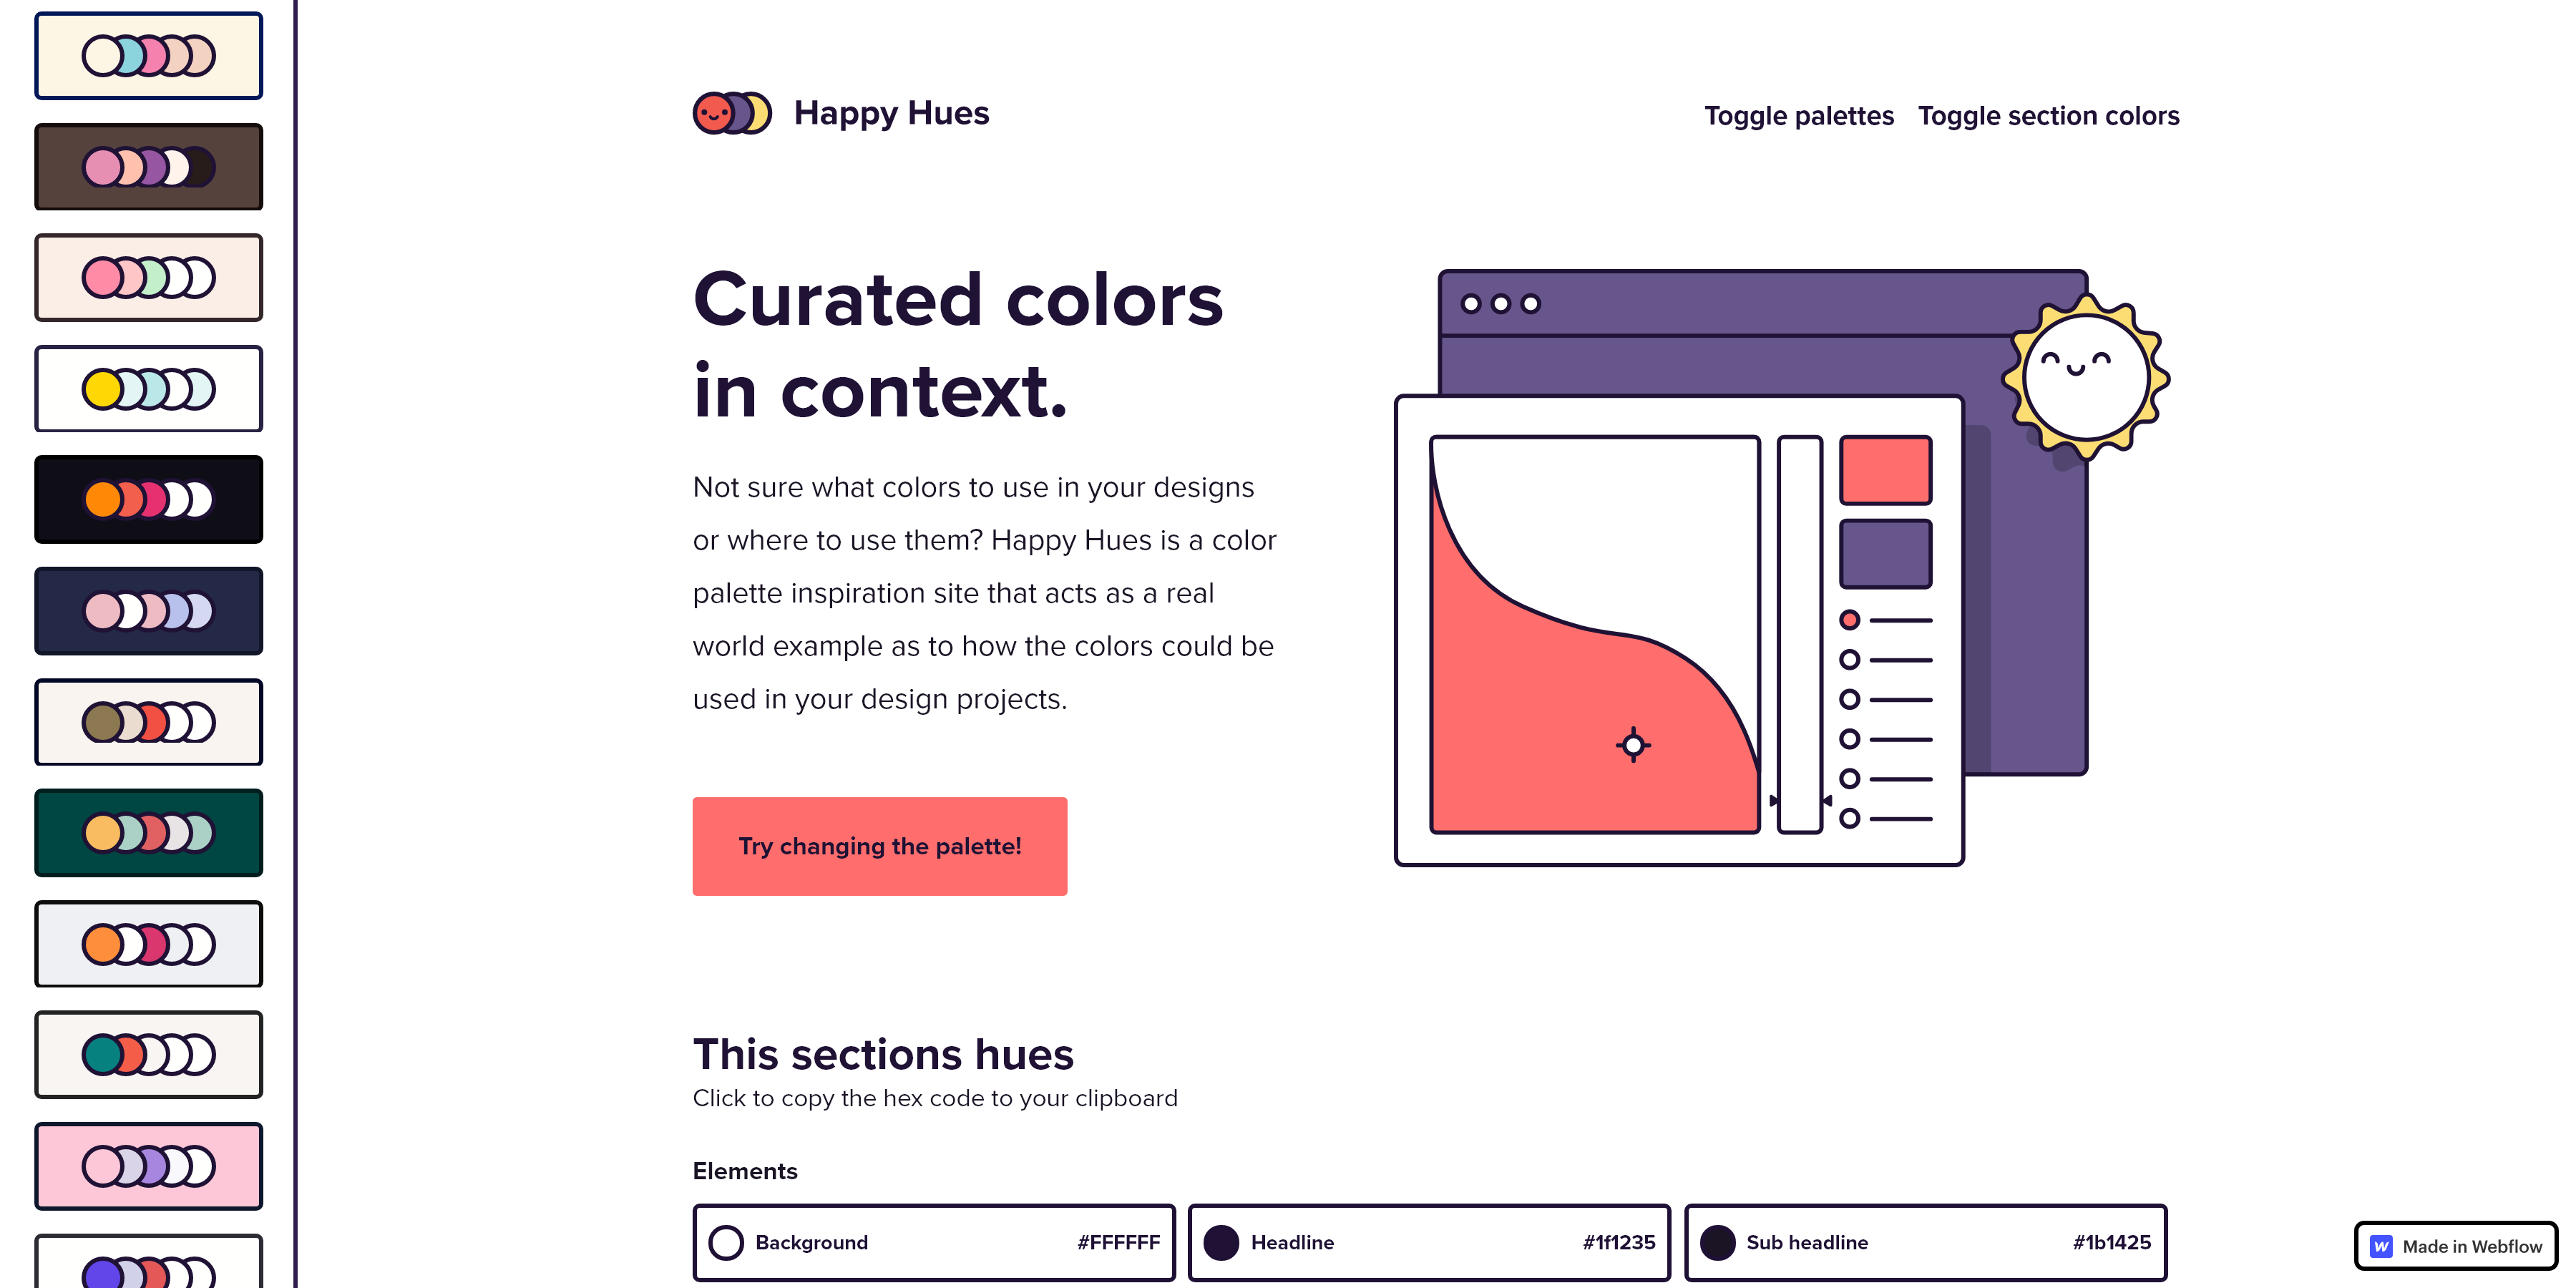 Happy Hues
Toggle palettes
Toggle section colors
Curated colors
in context.
Not sure what colors to use in your designs
or where to use them? Happy Hues is a color
palette inspiration site that acts as a real
world example as to how the colors could be
used in your design projects.
Try changing the palette!
This sections hues
Click to copy the hex code to your clipboard
Elements
Background #FFFFFF
Headline #1f1235
Sub headline #1b1425
Made in Webflow